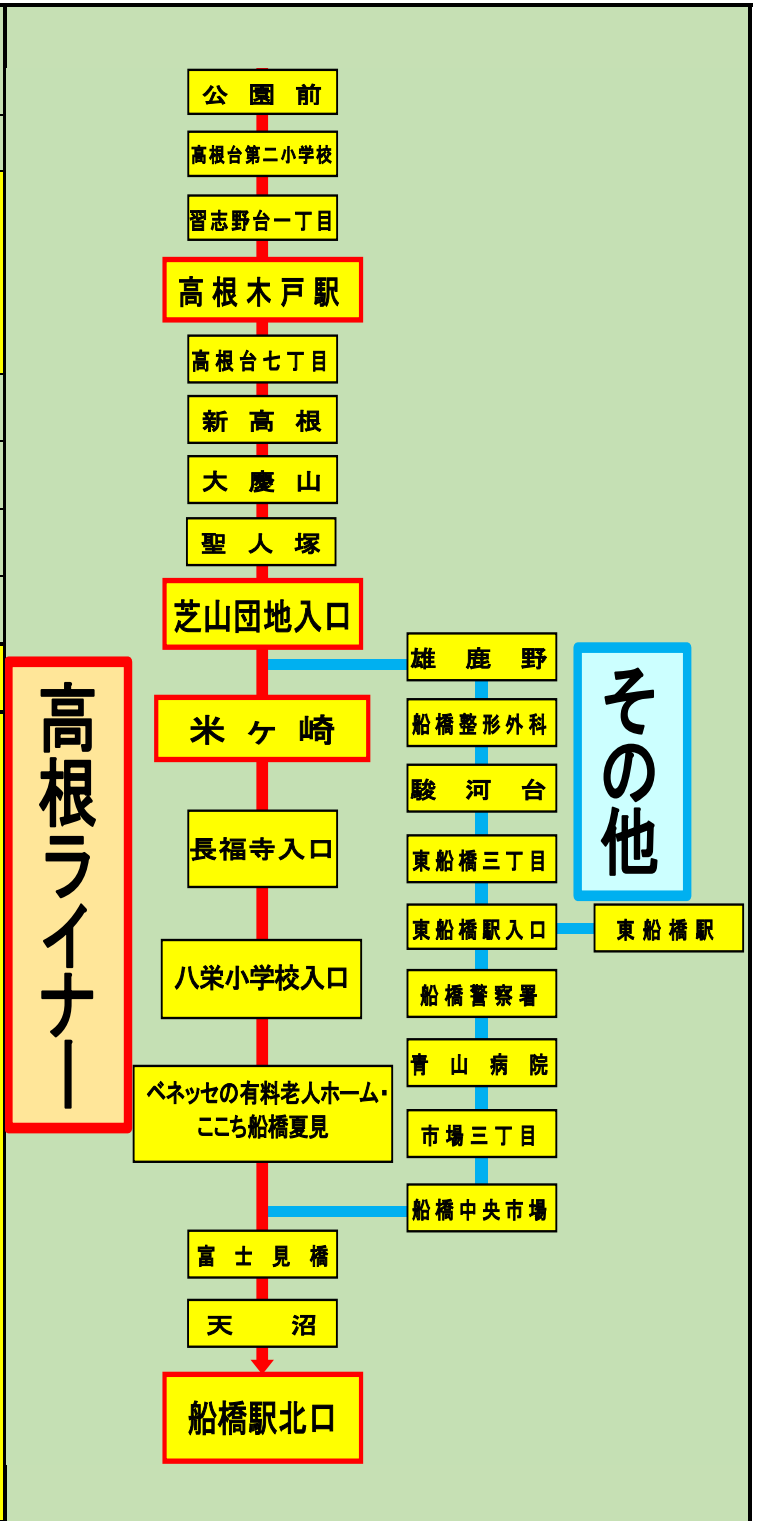 公園前
高根台第二小学校
習志野台一丁目
高根木戸駅
高根台七丁目
新高根
大慶山
聖人塚
芝山団地入口
米ヶ崎
長福寺入口
八栄小学校入口
ベネッセの有料老人ホーム・
ここち船橋夏見
富士見橋
天沼
船橋駅北口
高根ライナー
雄鹿野
船橋整形外科
駿河台
東船橋三丁目
東船橋駅入口
東船橋駅
船橋警察署
青山病院
市場三丁目
船橋中央市場
その他